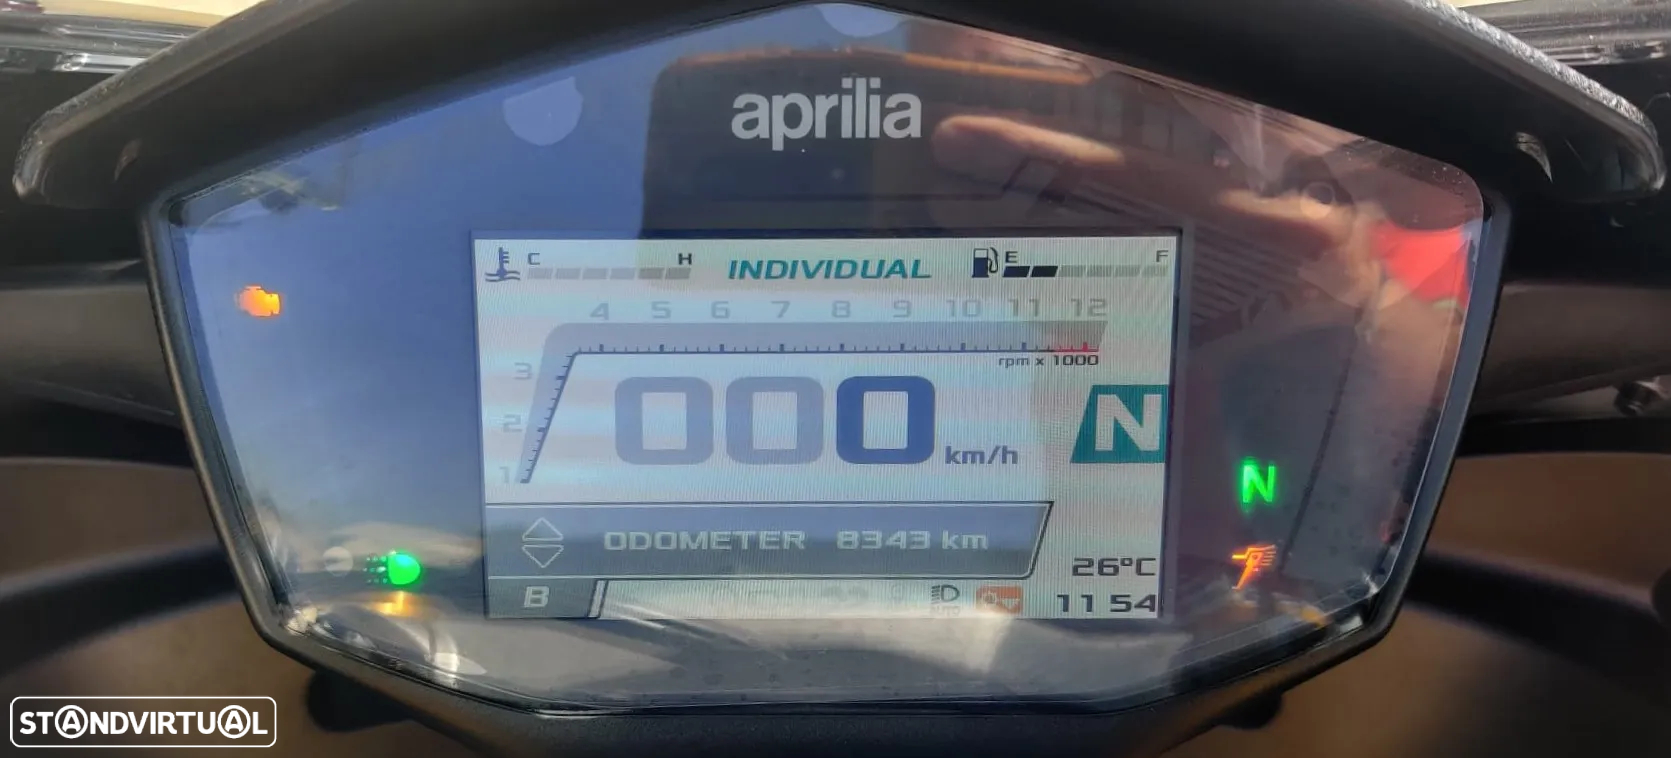 aprilia
C H INDIVIDUAL E F
4 5 6 7 8 9 10 11 12
rpm x 1000
3
2
1
000 km/h
N
N
ODOMETER 8343 km
26°C
B
11 54
STANDVIRTUAL